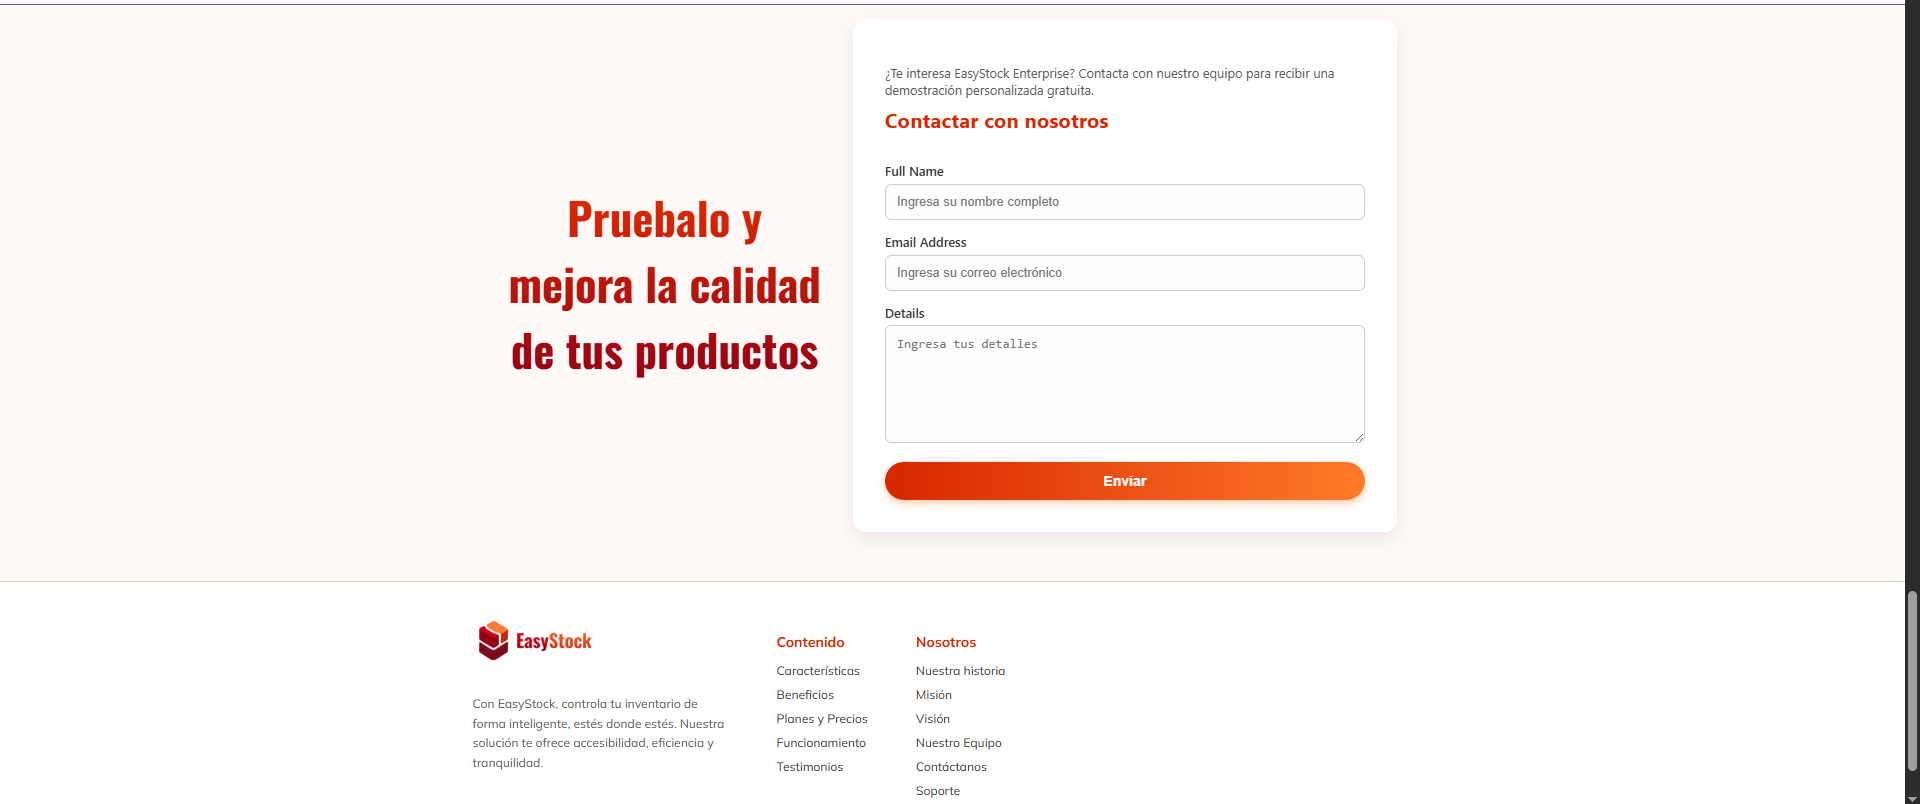 Pruebalo y
mejora la calidad
de tus productos
¿Te interesa EasyStock Enterprise? Contacta con nuestro equipo para recibir una
demostración personalizada gratuita.
Contactar con nosotros
Full Name
Ingresa su nombre completo
Email Address
Ingresa su correo electrónico
Details
Ingresa tus detalles
Enviar
EasyStock
Con EasyStock, controla tu inventario de
forma inteligente, estés donde estés. Nuestra
solución te ofrece accesibilidad, eficiencia y
tranquilidad.
Contenido
Características
Beneficios
Planes y Precios
Funcionamiento
Testimonios
Nosotros
Nuestra historia
Misión
Visión
Nuestro Equipo
Contáctanos
Soporte